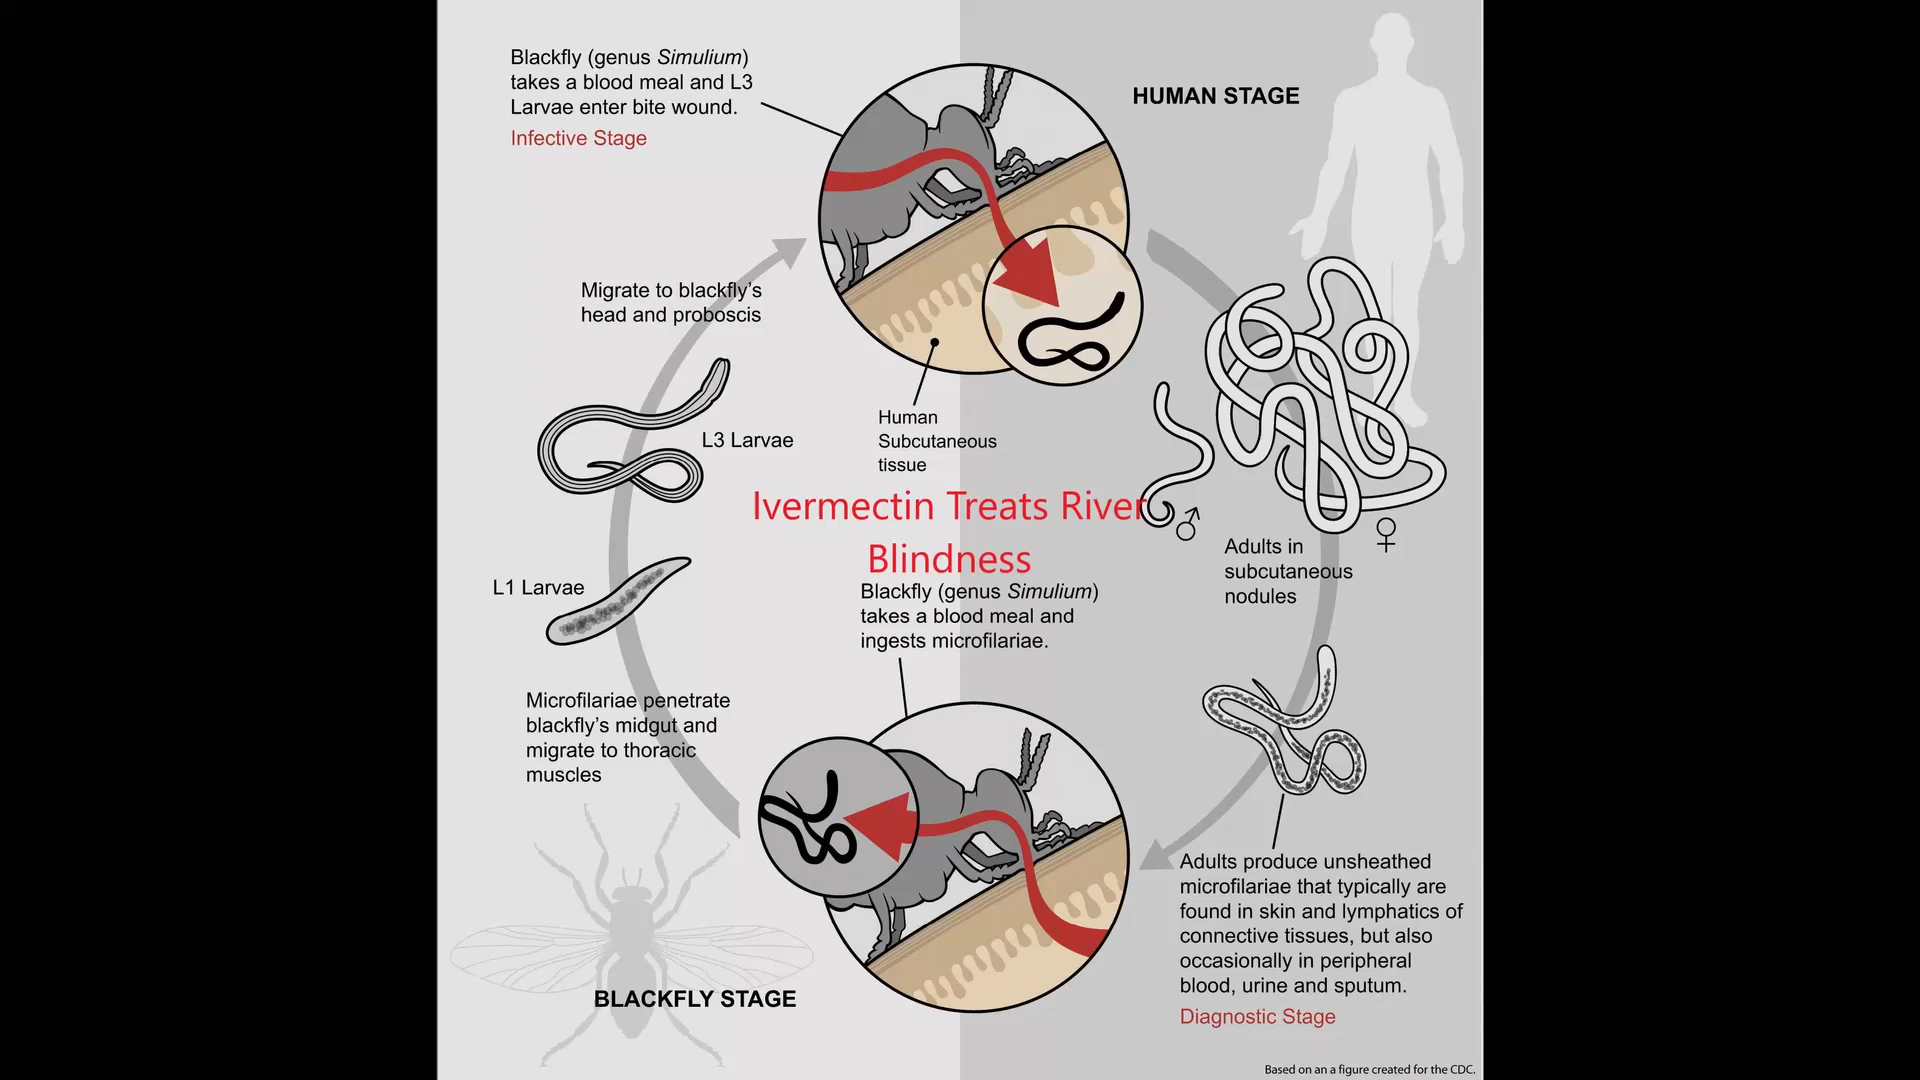 Blackfly (genus Simulium)
takes a blood meal and L3
Larvae enter bite wound.
Infective Stage
HUMAN STAGE
Migrate to blackfly's
head and proboscis
L3 Larvae
Human
Subcutaneous
tissue
Ivermectin Treats River
Blindness
♂
♀
Adults in
subcutaneous
nodules
L1 Larvae
Blackfly (genus Simulium)
takes a blood meal and
ingests microfilariae.
Microfilariae penetrate
blackfly's midgut and
migrate to thoracic
muscles
Adults produce unsheathed
microfilariae that typically are
found in skin and lymphatics of
connective tissues, but also
occasionally in peripheral
blood, urine and sputum.
Diagnostic Stage
BLACKFLY STAGE
Based on an a figure created for the CDC.